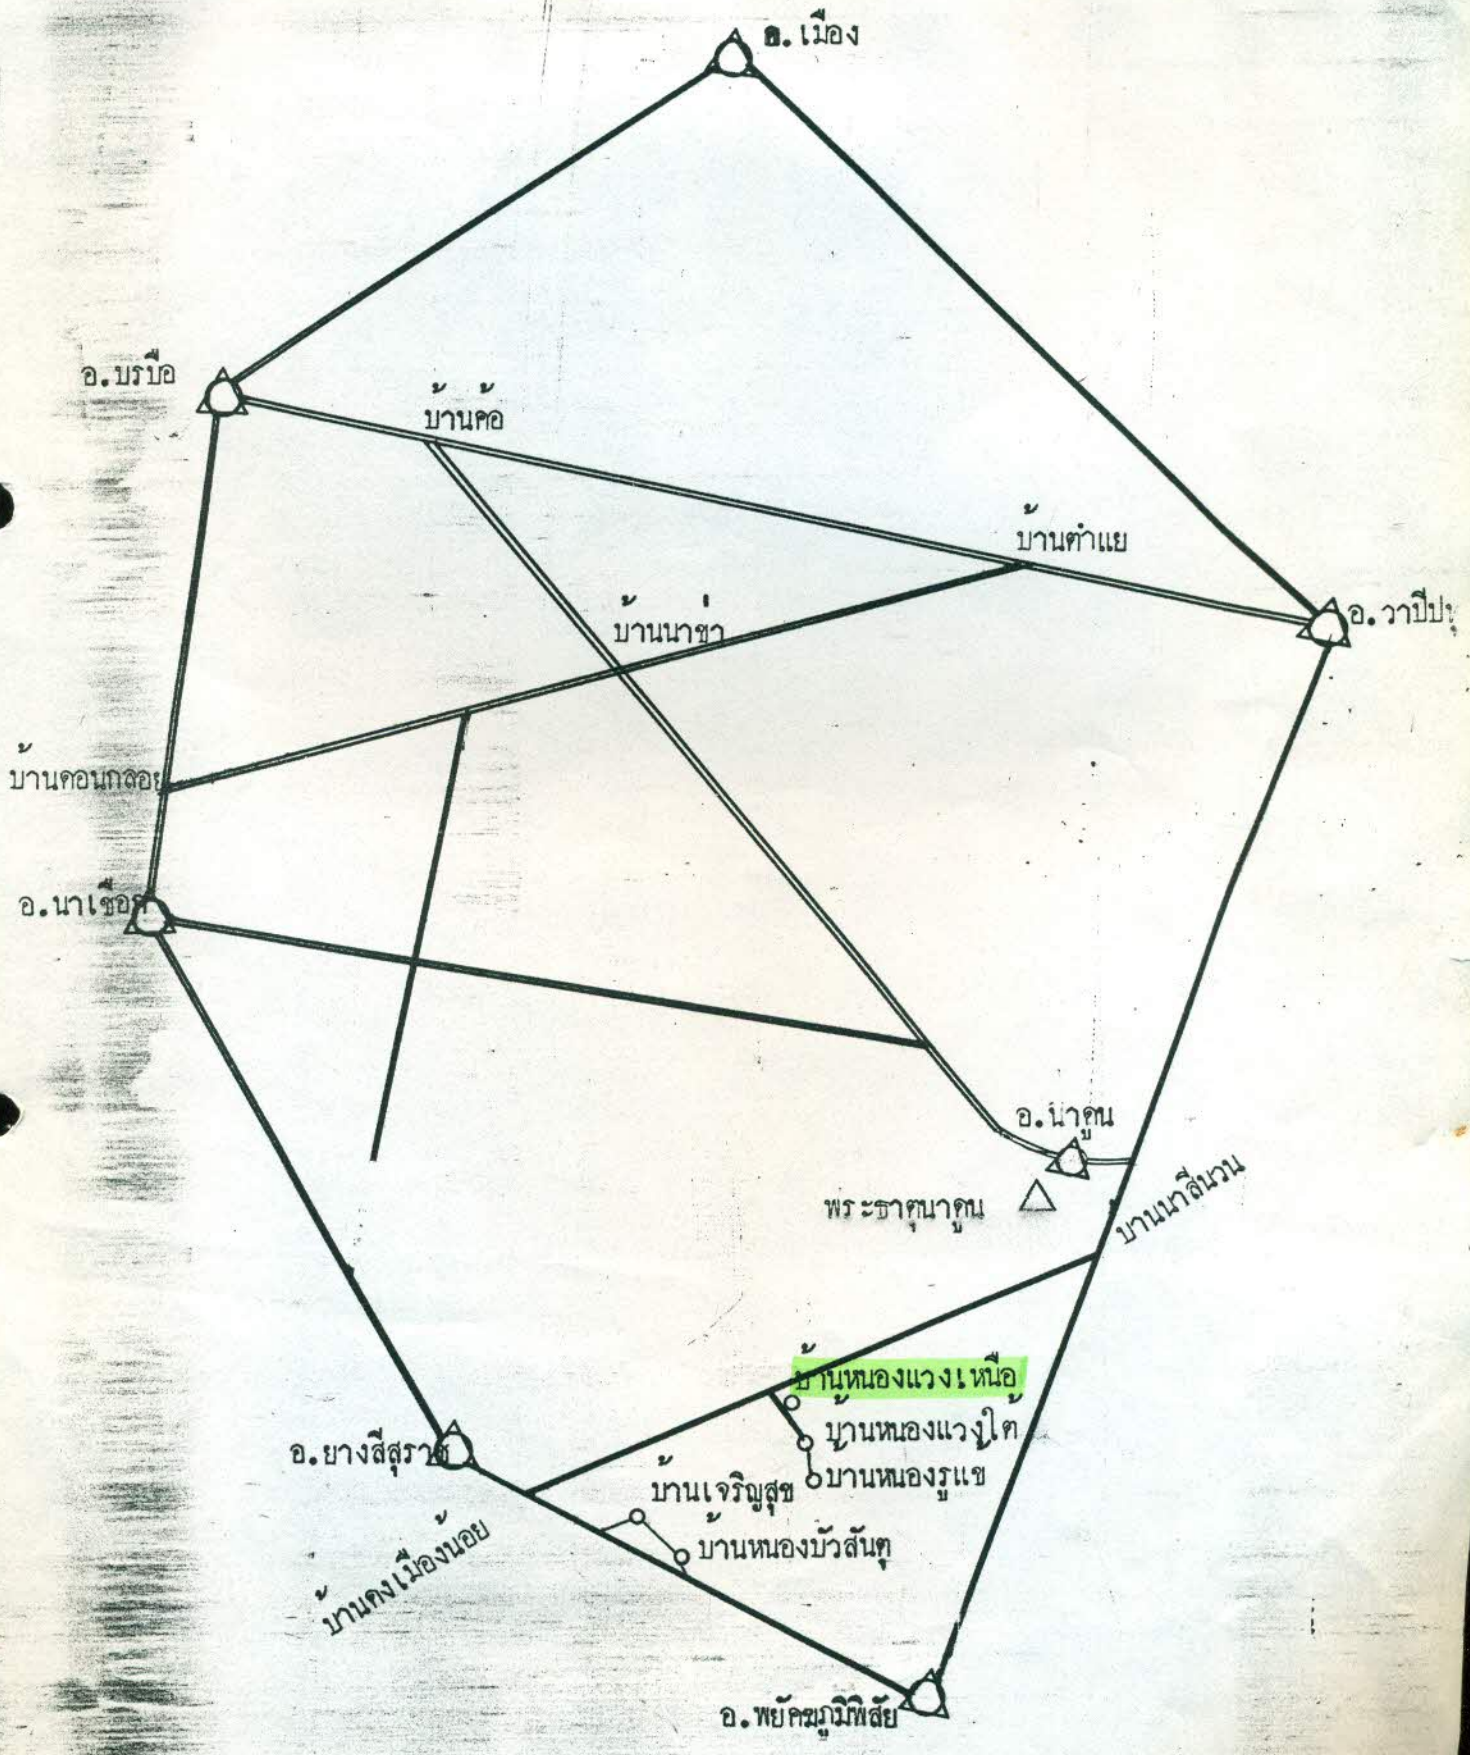 อ.เมือง
อ.บรบือ
บ้านค้อ
บ้านตำแย
อ.วาปีปทุ
บ้านนาข่า
บ้านดอนกลอย
อ.นาเชือก
อ.นาดูน
พระธาตุนาดูน
บ้านนาสีนวน
บ้านหนองแวงเหนือ
บ้านหนองแวงใต้
อ.ยางสีสุราช
บ้านหนองรูแข้
บ้านเจริญสุข
บ้านหนองบัวสันตุ
บ้านดงเมืองน้อย
อ.พยัคฆภูมิพิสัย